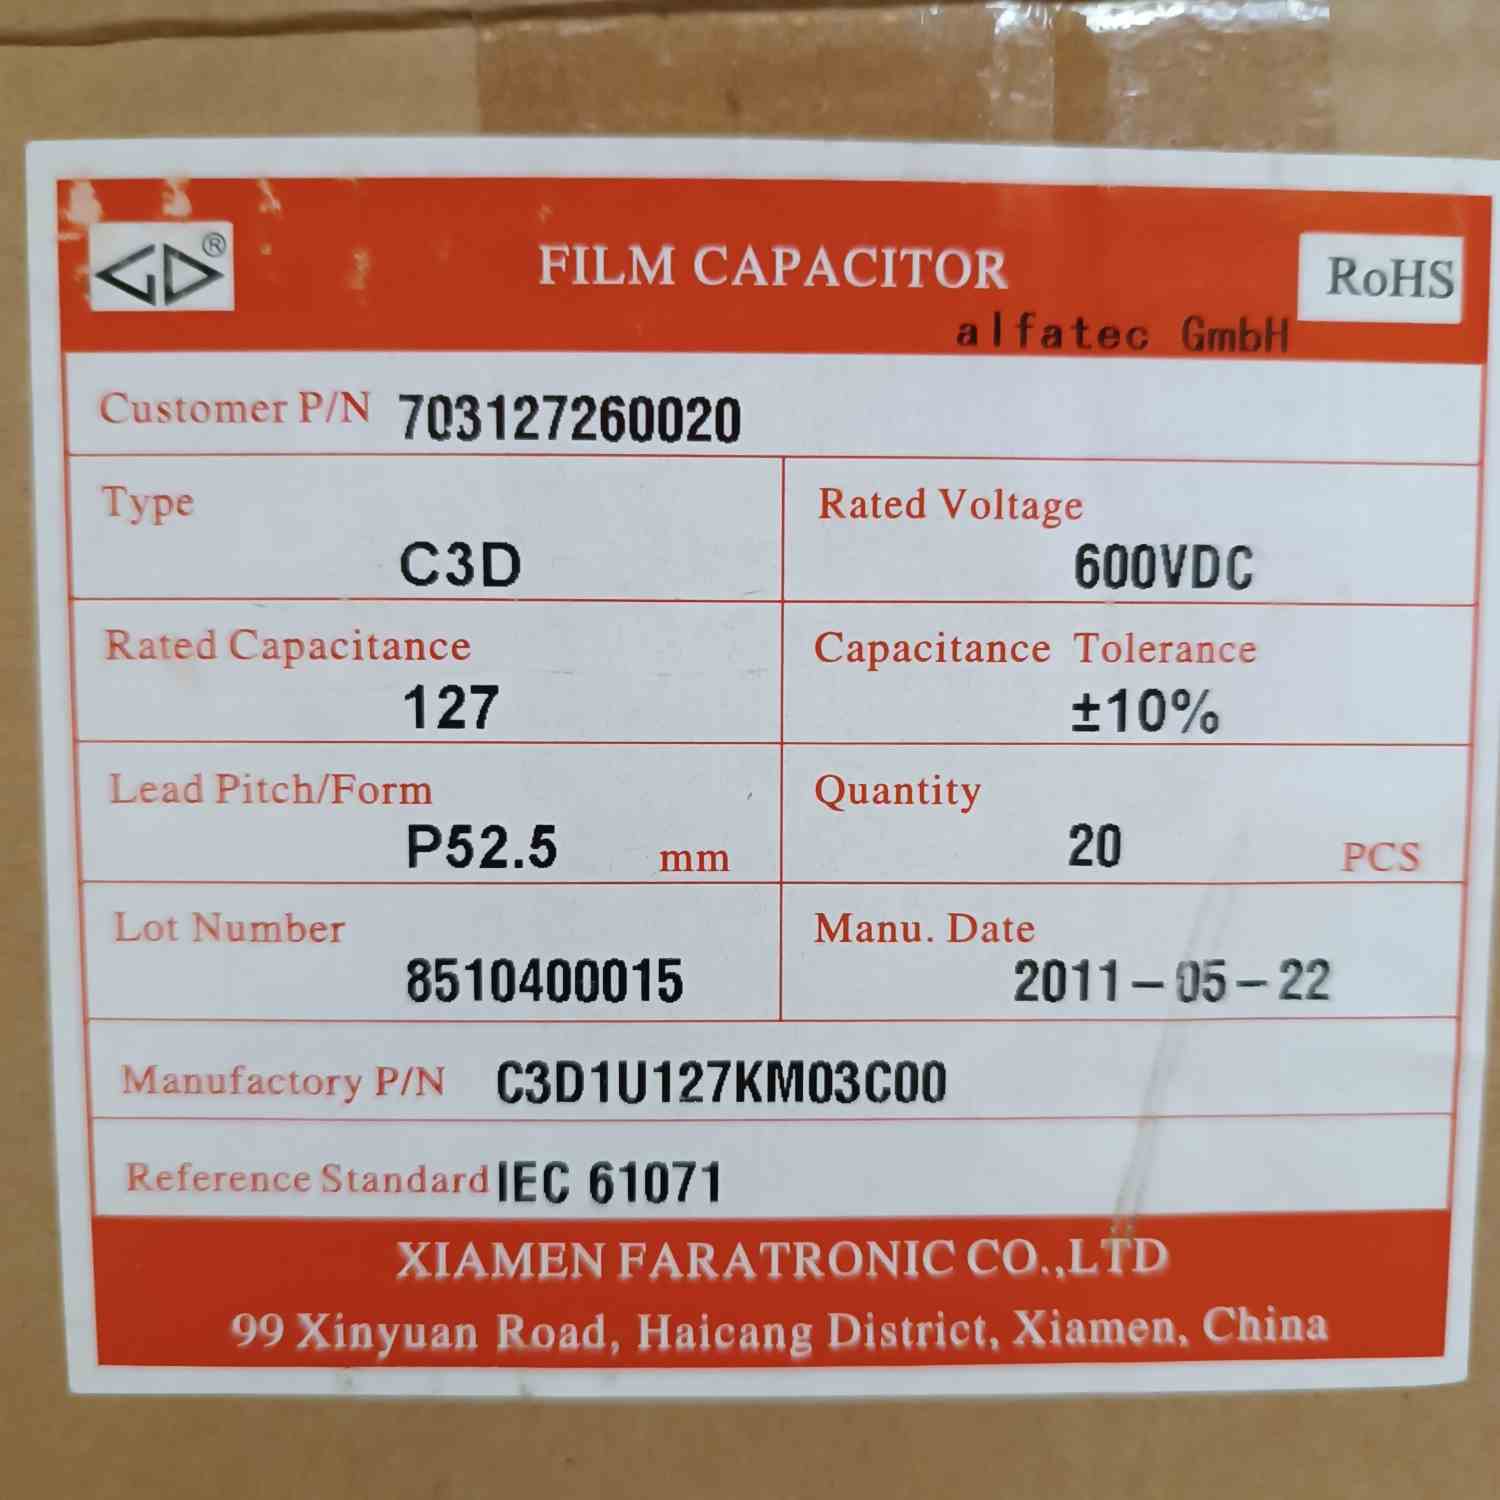 GD®
FILM CAPACITOR
RoHS
alfatec GmbH
Customer P/N 703127260020
Type
C3D
Rated Voltage
600VDC
Rated Capacitance
127
Capacitance Tolerance
±10%
Lead Pitch/Form
P52.5 mm
Quantity
20 PCS
Lot Number
8510400015
Manu. Date
2011-05-22
Manufactory P/N C3D1U127KM03C00
Reference Standard IEC 61071
XIAMEN FARATRONIC CO.,LTD
99 Xinyuan Road, Haicang District, Xiamen, China